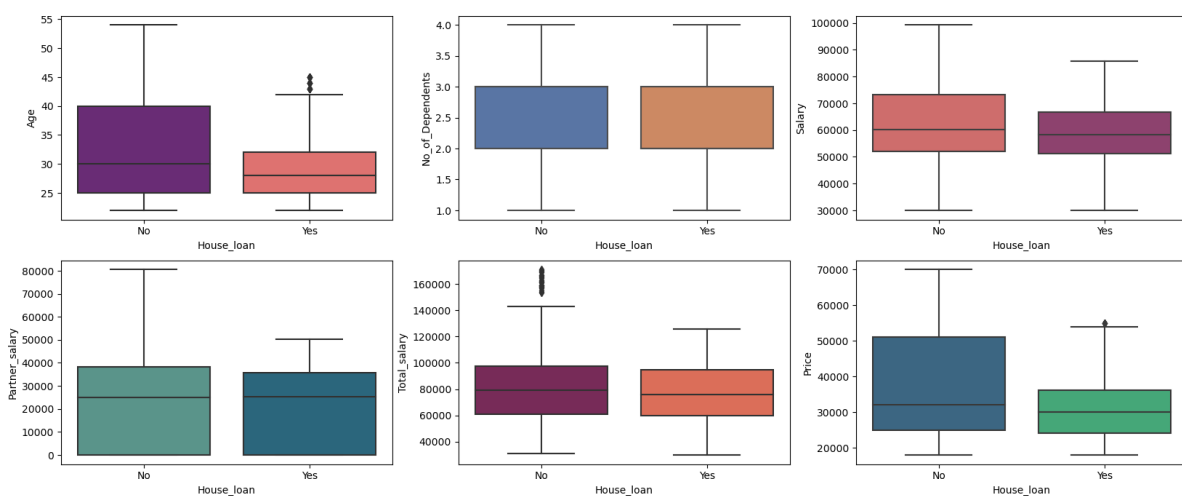 Age
55
50
45
40
35
30
25
No
Yes
House_loan
No_of_Dependents
4.0
3.5
3.0
2.5
2.0
1.5
1.0
No
Yes
House_loan
Salary
100000
90000
80000
70000
60000
50000
40000
30000
No
Yes
House_loan
Partner_salary
80000
70000
60000
50000
40000
30000
20000
10000
0
No
Yes
House_loan
Total_salary
160000
140000
120000
100000
80000
60000
40000
No
Yes
House_loan
Price
70000
60000
50000
40000
30000
20000
No
Yes
House_loan